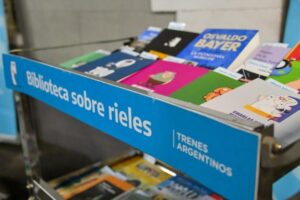 OSVALDO
BAYER
Biblioteca sobre rieles
TRENES
ARGENTINOS